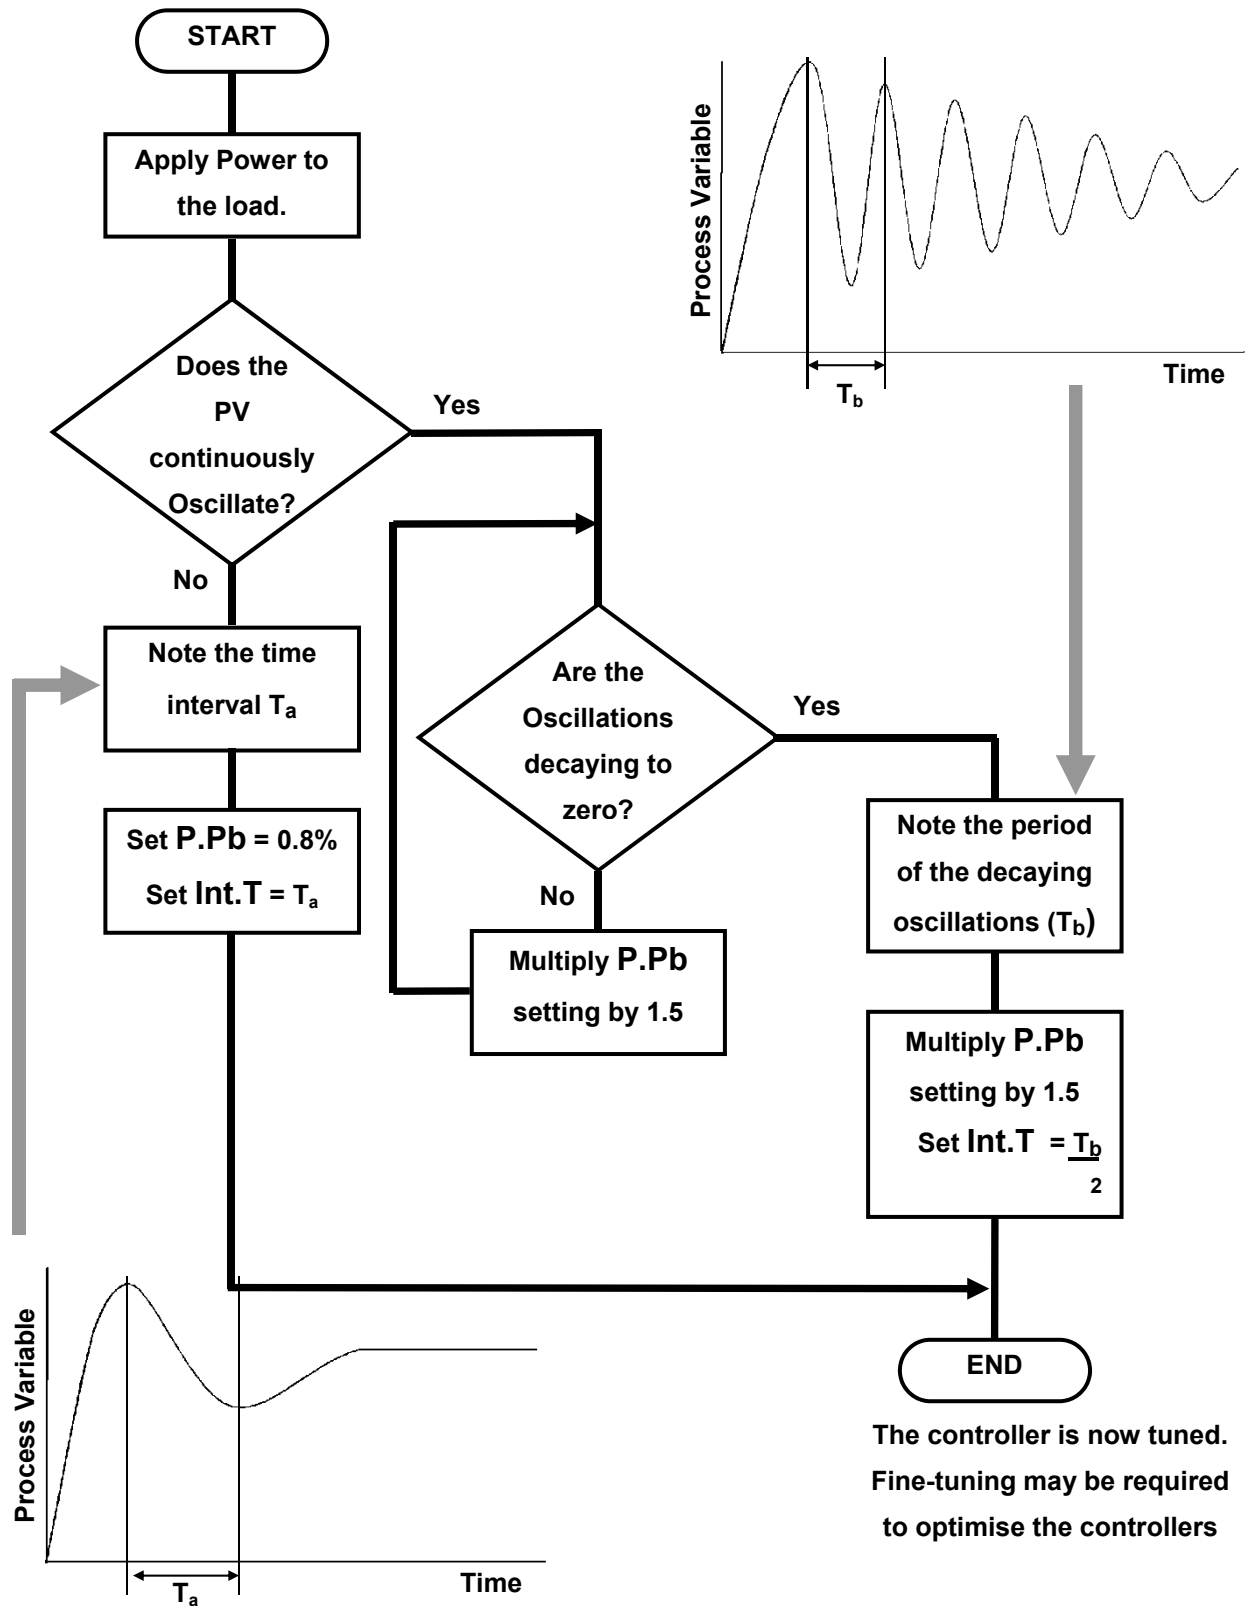 START
Apply Power to
the load.
Does the
PV
continuously
Oscillate?
Yes
No
Note the time
interval Ta
Set P.Pb = 0.8%
Set Int.T = Ta
Are the
Oscillations
decaying to
zero?
Yes
No
Multiply P.Pb
setting by 1.5
Process Variable
Time
Tb
Note the period
of the decaying
oscillations (Tb)
Multiply P.Pb
setting by 1.5
Set Int.T = Tb
2
END
The controller is now tuned.
Fine-tuning may be required
to optimise the controllers
Process Variable
Time
Ta